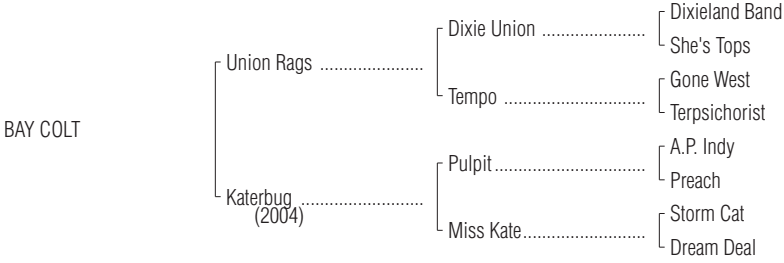 Dixieland Band
Dixie Union ......................
She's Tops
Union Rags ......................
Gone West
Tempo ..............................
Terpsichorist
BAY COLT
A.P. Indy
Pulpit ................................
Preach
Katerbug ..........................
(2004)
Storm Cat
Miss Kate ..........................
Dream Deal